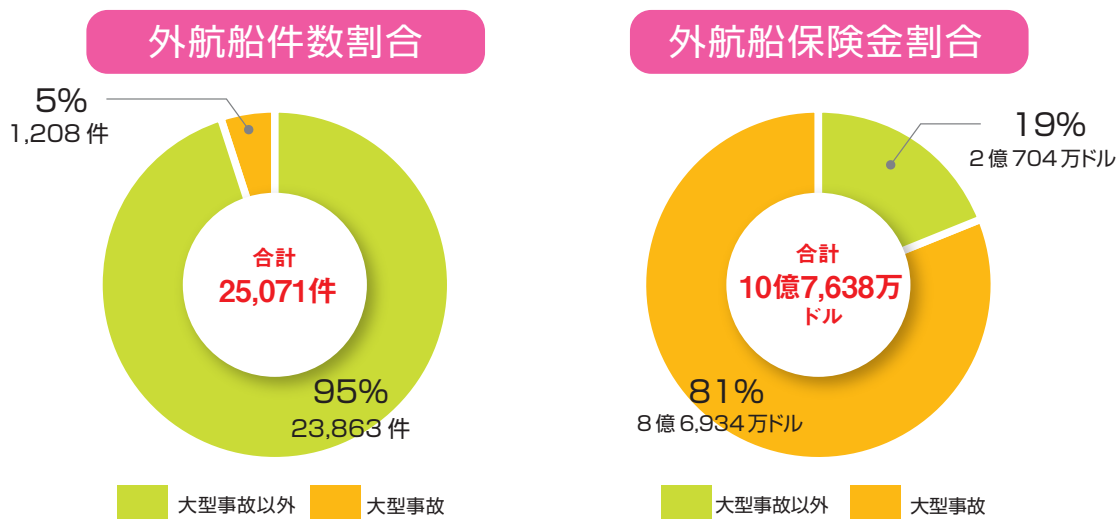 外航船件数割合
5%
1,208 件
合計
25,071件
95%
23,863 件
大型事故以外
大型事故
外航船保険金割合
19%
2 億 704 万ドル
合計
10億7,638万
ドル
81%
8 億 6,934 万ドル
大型事故以外
大型事故